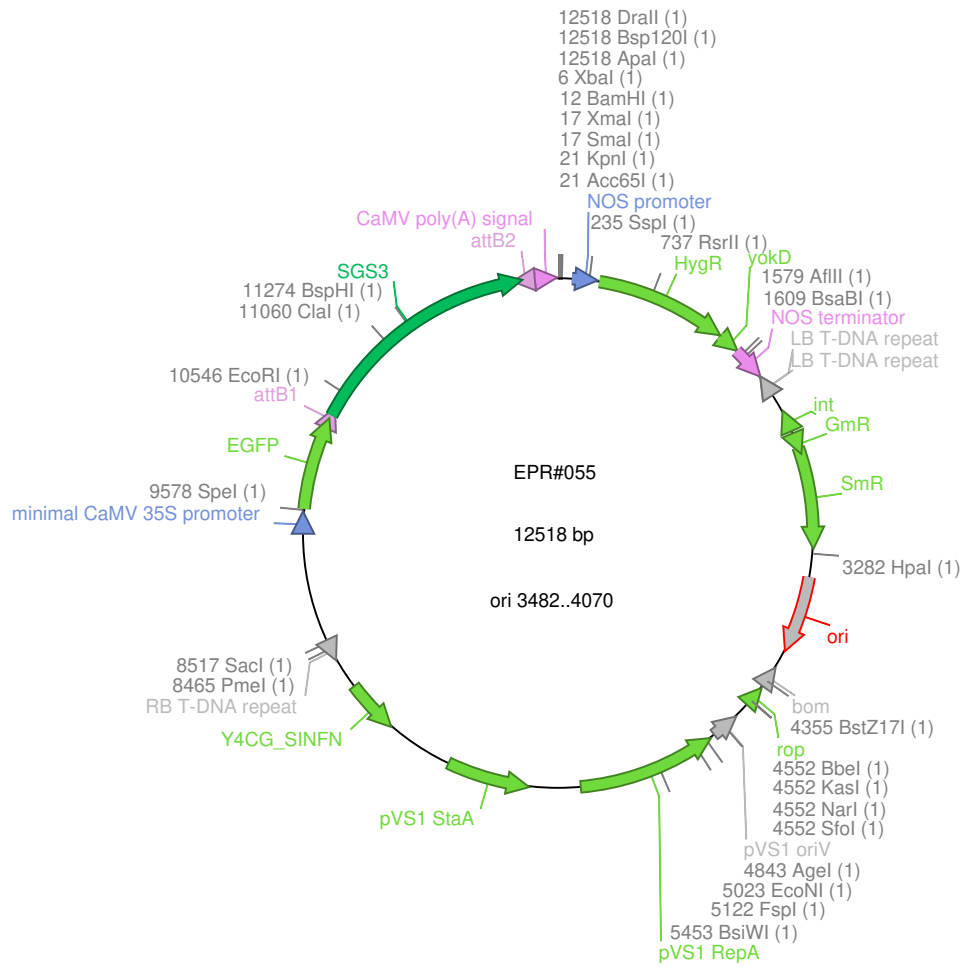 12518 DraII (1)
12518 Bsp120I (1)
12518 ApaI (1)
6 XbaI (1)
12 BamHI (1)
17 XmaI (1)
17 SmaI (1)
21 KpnI (1)
21 Acc65I (1)
NOS promoter
CaMV poly(A) signal
235 SspI (1)
attB2
737 RsrII (1)
yokD
HygR
SGS3
1579 AflII (1)
11274 BspHI (1)
1609 BsaBI (1)
11060 ClaI (1)
NOS terminator
LB T-DNA repeat
LB T-DNA repeat
10546 EcoRI (1)
attB1
int
GmR
EGFP
EPR#055
SmR
9578 SpeI (1)
minimal CaMV 35S promoter
12518 bp
3282 HpaI (1)
ori 3482..4070
ori
8517 SacI (1)
8465 PmeI (1)
RB T-DNA repeat
bom
4355 BstZ17I (1)
Y4CG_SINFN
rop
4552 BbeI (1)
4552 KasI (1)
4552 NarI (1)
4552 SfoI (1)
pVS1 StaA
pVS1 oriV
4843 AgeI (1)
5023 EcoNI (1)
5122 FspI (1)
5453 BsiWI (1)
pVS1 RepA